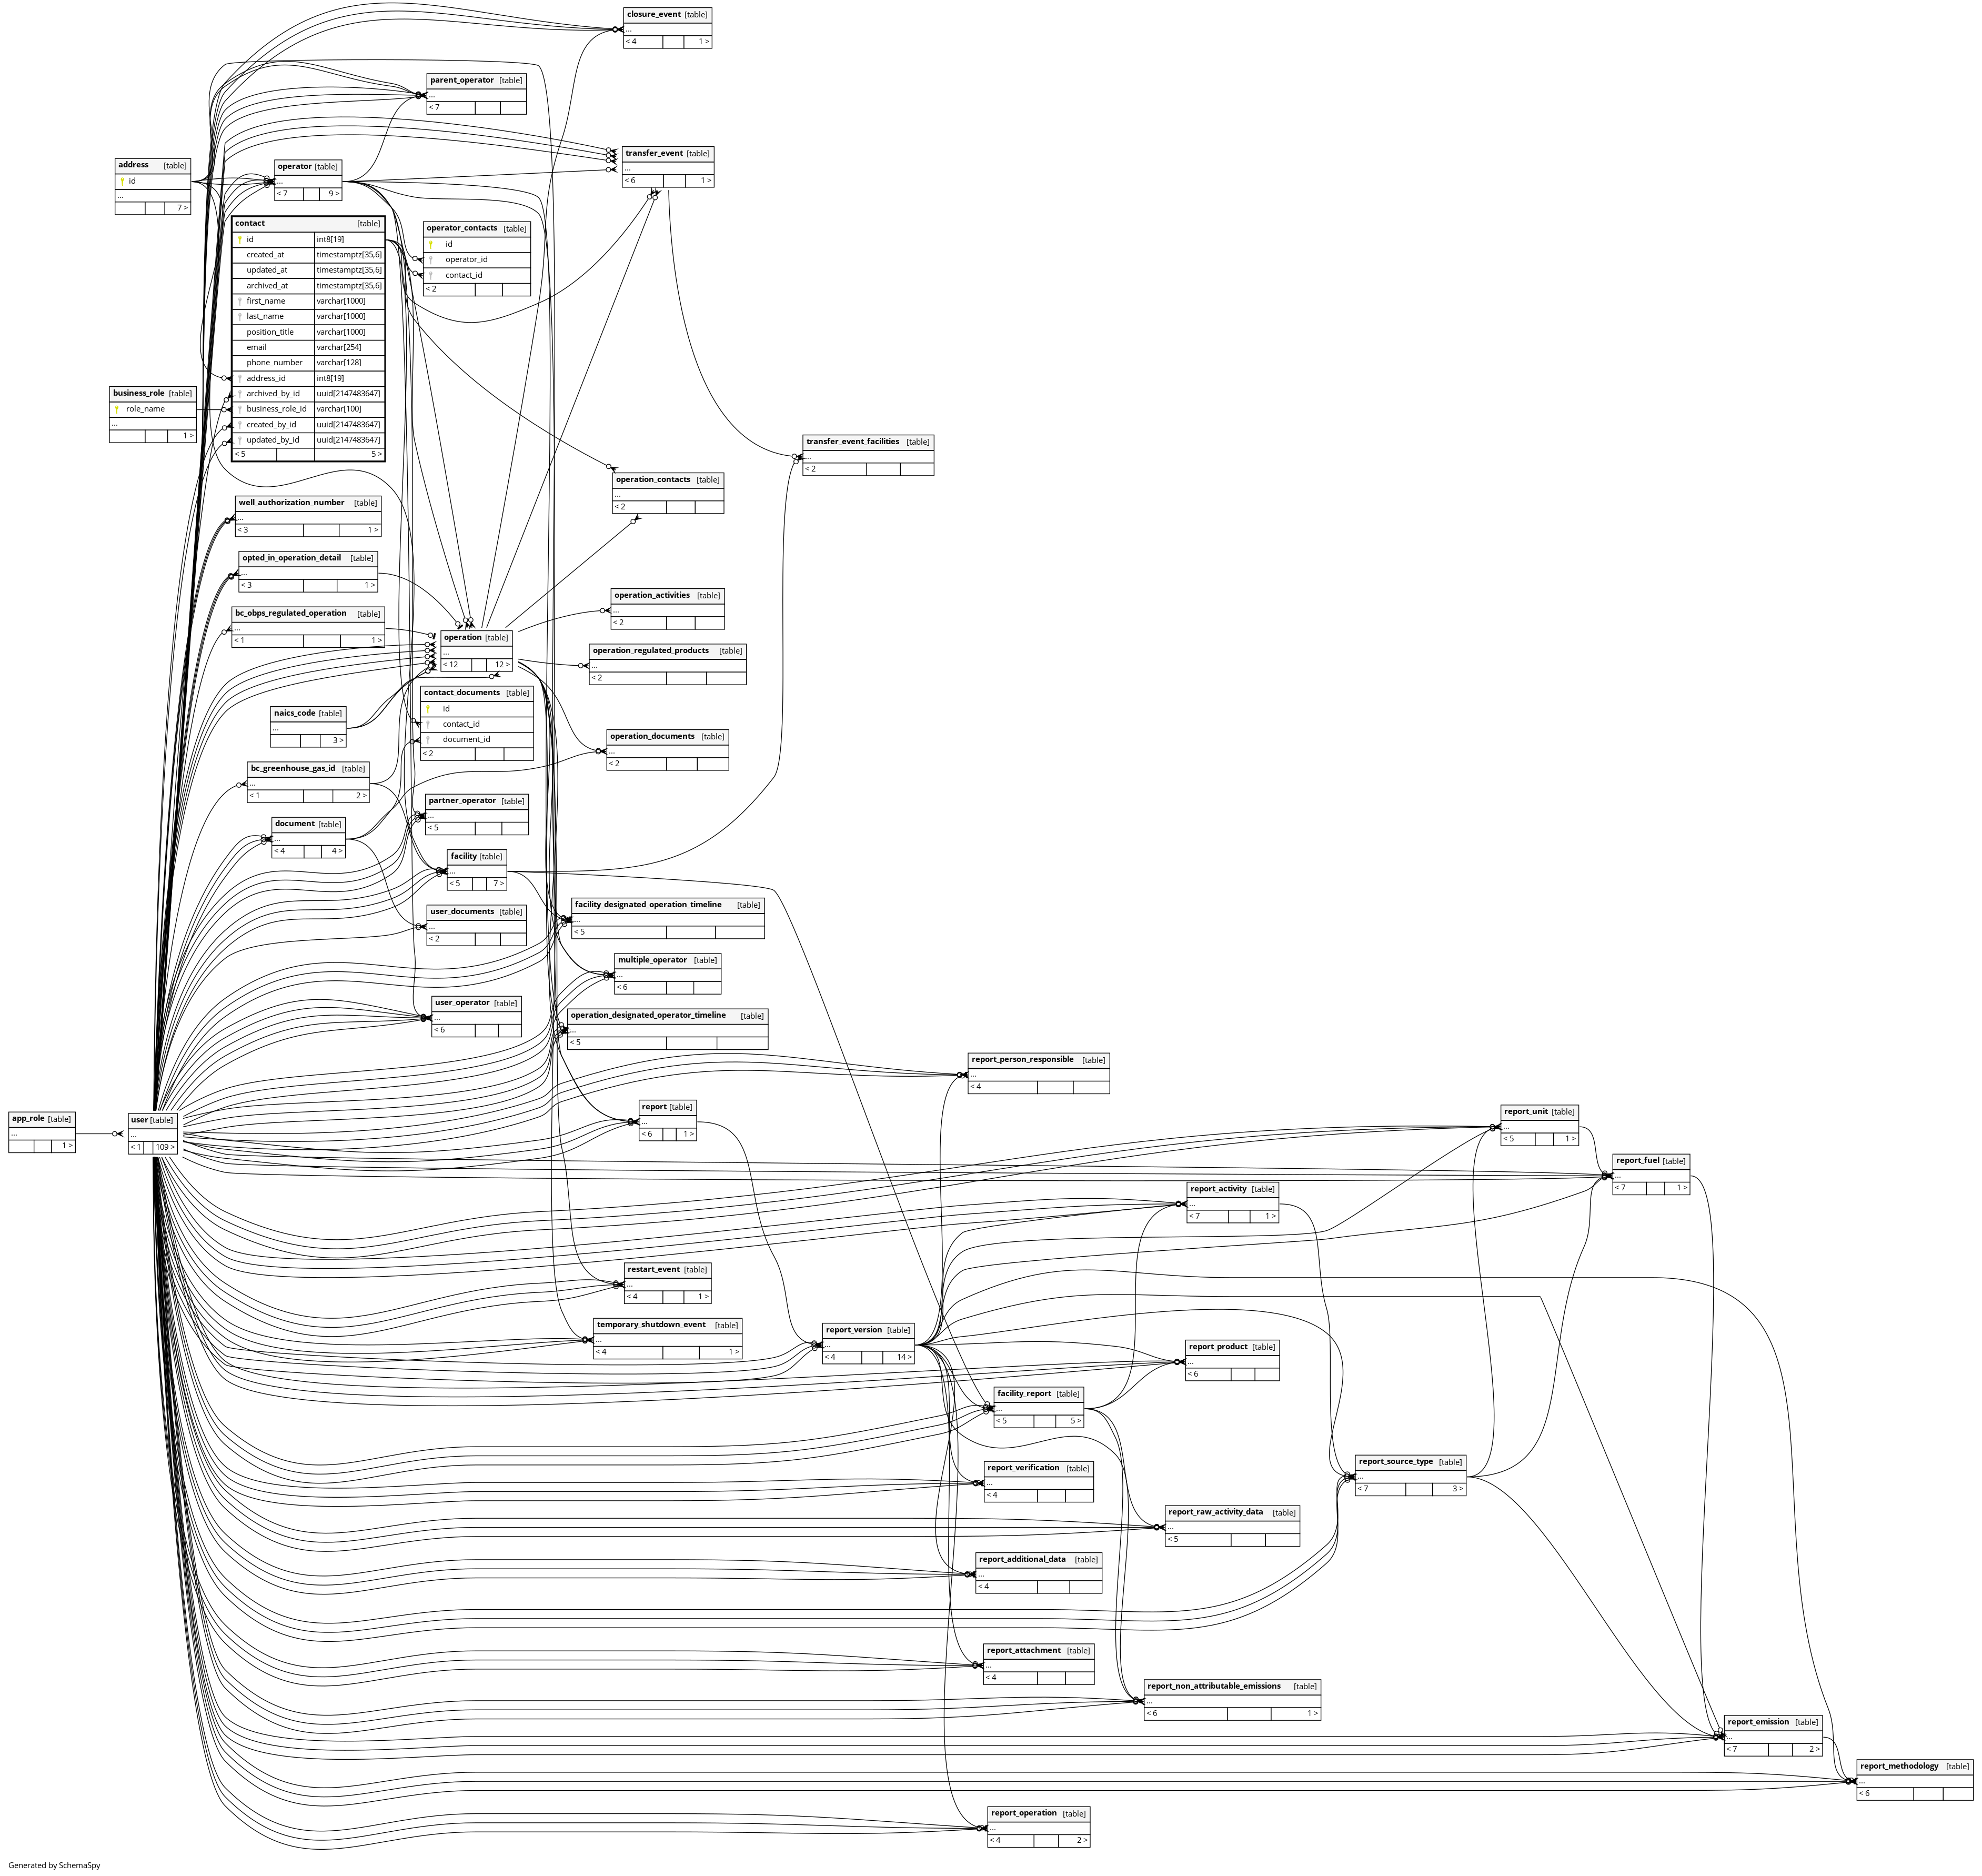 closure_event [table]
...
< 4 1 >
parent_operator [table]
...
< 7
address [table]
id
...
7 >
operator [table]
...
< 7 9 >
transfer_event [table]
...
< 6 1 >
contact [table]
id int8[19]
created_at timestamptz[35,6]
updated_at timestamptz[35,6]
archived_at timestamptz[35,6]
first_name varchar[1000]
last_name varchar[1000]
position_title varchar[1000]
email varchar[254]
phone_number varchar[128]
address_id int8[19]
archived_by_id uuid[2147483647]
business_role_id varchar[100]
created_by_id uuid[2147483647]
updated_by_id uuid[2147483647]
< 5 5 >
operator_contacts [table]
id
operator_id
contact_id
< 2
business_role [table]
role_name
...
1 >
transfer_event_facilities [table]
...
< 2
operation_contacts [table]
...
< 2
well_authorization_number [table]
...
< 3 1 >
opted_in_operation_detail [table]
...
< 3 1 >
bc_obps_regulated_operation [table]
...
< 1 1 >
operation_activities [table]
...
< 2
operation [table]
...
< 12 12 >
operation_regulated_products [table]
...
< 2
contact_documents [table]
id
contact_id
document_id
< 2
naics_code [table]
...
3 >
operation_documents [table]
...
< 2
bc_greenhouse_gas_id [table]
...
< 1 2 >
partner_operator [table]
...
< 5
document [table]
...
< 4 4 >
facility [table]
...
< 5 7 >
user_documents [table]
...
< 2
facility_designated_operation_timeline [table]
...
< 5
multiple_operator [table]
...
< 6
user_operator [table]
...
< 6
operation_designated_operator_timeline [table]
...
< 5
report_person_responsible [table]
...
< 4
app_role [table]
...
1 >
user [table]
...
< 1 109 >
report [table]
...
< 6 1 >
report_unit [table]
...
< 5 1 >
report_fuel [table]
...
< 7 1 >
report_activity [table]
...
< 7 1 >
restart_event [table]
...
< 4 1 >
temporary_shutdown_event [table]
...
< 4 1 >
report_version [table]
...
< 4 14 >
report_product [table]
...
< 6
facility_report [table]
...
< 5 5 >
report_source_type [table]
...
< 7 3 >
report_verification [table]
...
< 4
report_raw_activity_data [table]
...
< 5
report_additional_data [table]
...
< 4
report_attachment [table]
...
< 4
report_non_attributable_emissions [table]
...
< 6 1 >
report_emission [table]
...
< 7 2 >
report_methodology [table]
...
< 6
report_operation [table]
...
< 4 2 >
Generated by SchemaSpy